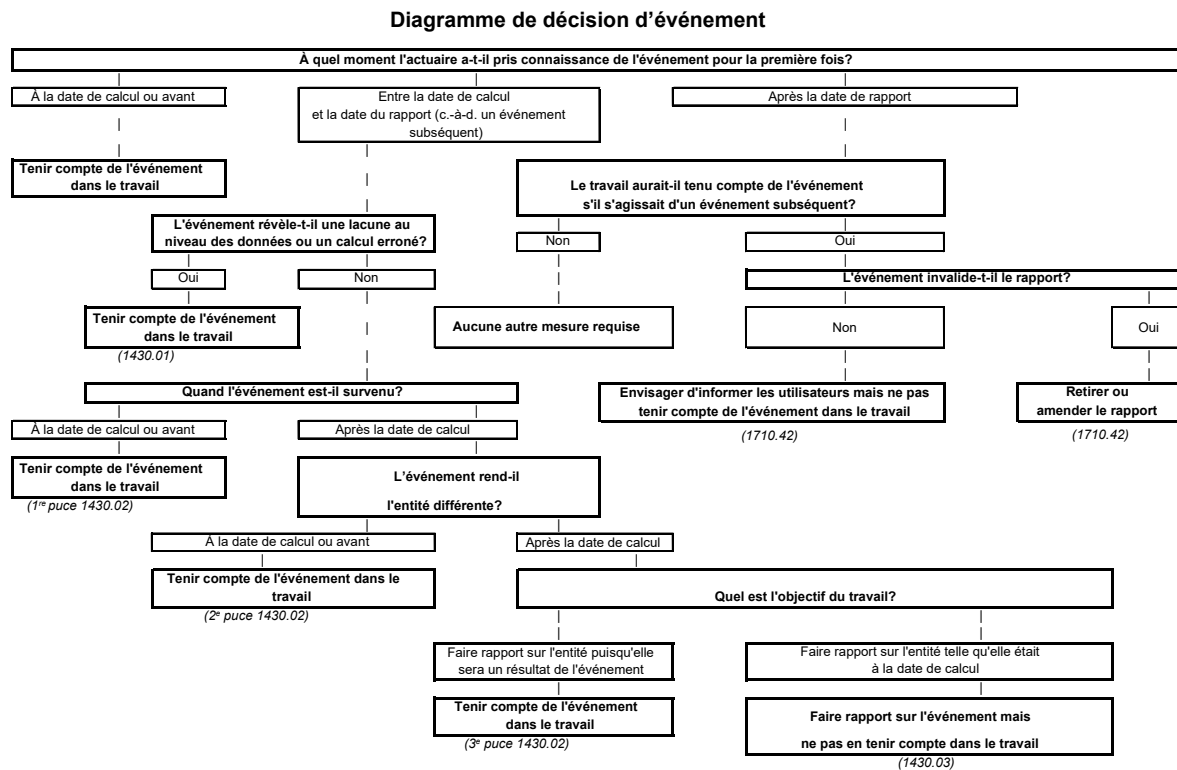 Diagramme de décision d’événement
À quel moment l'actuaire a-t-il pris connaissance de l'événement pour la première fois?
À la date de calcul ou avant
Entre la date de calcul
et la date du rapport (c.-à-d. un événement
subséquent)
Après la date de rapport
Tenir compte de l'événement
dans le travail
Le travail aurait-il tenu compte de l'événement
s'il s'agissait d'un événement subséquent?
L'événement révèle-t-il une lacune au
niveau des données ou un calcul erroné?
Non
Oui
Oui
Non
L'événement invalide-t-il le rapport?
Tenir compte de l'événement
dans le travail
(1430.01)
Aucune autre mesure requise
Non
Oui
Quand l'événement est-il survenu?
Envisager d'informer les utilisateurs mais ne pas
tenir compte de l'événement dans le travail
(1710.42)
Retirer ou
amender le rapport
(1710.42)
À la date de calcul ou avant
Après la date de calcul
Tenir compte de l'événement
dans le travail
(1re puce 1430.02)
L’événement rend-il
l'entité différente?
À la date de calcul ou avant
Après la date de calcul
Tenir compte de l'événement dans le
travail
(2e puce 1430.02)
Quel est l'objectif du travail?
Faire rapport sur l'entité puisqu'elle
sera un résultat de l'événement
Faire rapport sur l'entité telle qu'elle était
à la date de calcul
Tenir compte de l'événement
dans le travail
(3e puce 1430.02)
Faire rapport sur l'événement mais
ne pas en tenir compte dans le travail
(1430.03)